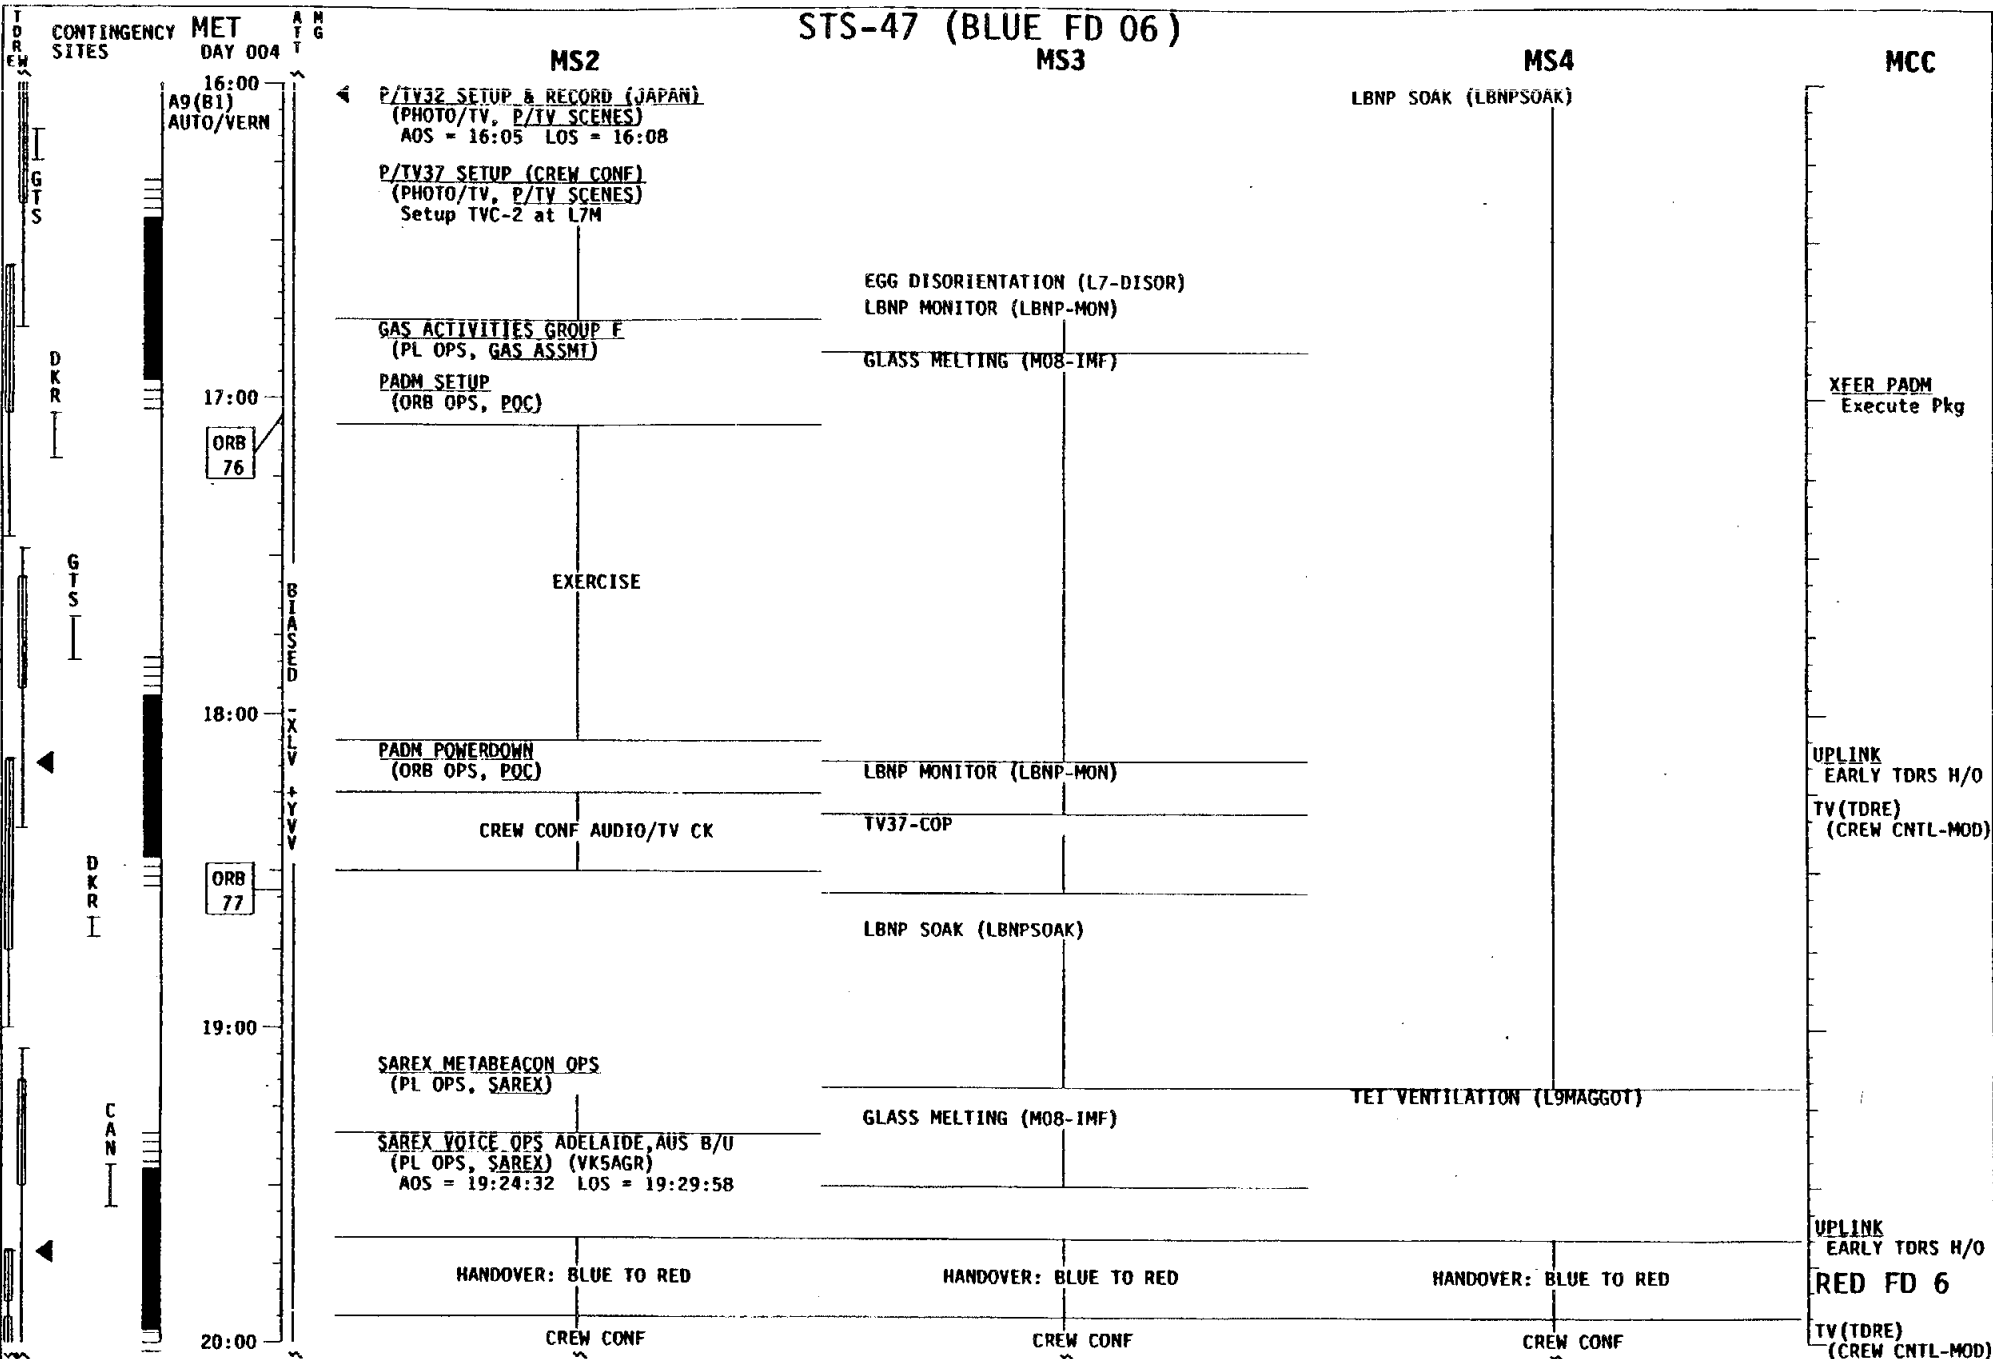 STS-47 (BLUE FD 06)
TDRE W
CONTINGENCY SITES
MET
DAY 004
ATT
MG
MS2
MS3
MS4
MCC
16:00
A9(B1)
AUTO/VERN
GTS
P/TV32 SETUP & RECORD (JAPAN)
(PHOTO/TV, P/TV SCENES)
AOS = 16:05 LOS = 16:08
P/TV37 SETUP (CREW CONF)
(PHOTO/TV, P/TV SCENES)
Setup TVC-2 at L7M
LBNP SOAK (LBNPSOAK)
EGG DISORIENTATION (L7-DISOR)
LBNP MONITOR (LBNP-MON)
GAS ACTIVITIES GROUP F
(PL OPS, GAS ASSMT)
GLASS MELTING (M08-IMF)
DKR
PADM SETUP
(ORB OPS, POC)
17:00
XFER PADM
Execute Pkg
ORB
76
GTS
EXERCISE
BIASED -XLV +YVV
18:00
PADM POWERDOWN
(ORB OPS, POC)
LBNP MONITOR (LBNP-MON)
UPLINK
EARLY TDRS H/O
CREW CONF AUDIO/TV CK
TV37-COP
TV(TDRE)
(CREW CNTL-MOD)
DKR
ORB
77
LBNP SOAK (LBNPSOAK)
19:00
SAREX METABEACON OPS
(PL OPS, SAREX)
TEI VENTILATION (L9MAGGOT)
CAN
GLASS MELTING (M08-IMF)
SAREX VOICE OPS ADELAIDE,AUS B/U
(PL OPS, SAREX) (VK5AGR)
AOS = 19:24:32 LOS = 19:29:58
UPLINK
EARLY TDRS H/O
HANDOVER: BLUE TO RED
HANDOVER: BLUE TO RED
HANDOVER: BLUE TO RED
RED FD 6
20:00
CREW CONF
CREW CONF
CREW CONF
TV(TDRE)
(CREW CNTL-MOD)